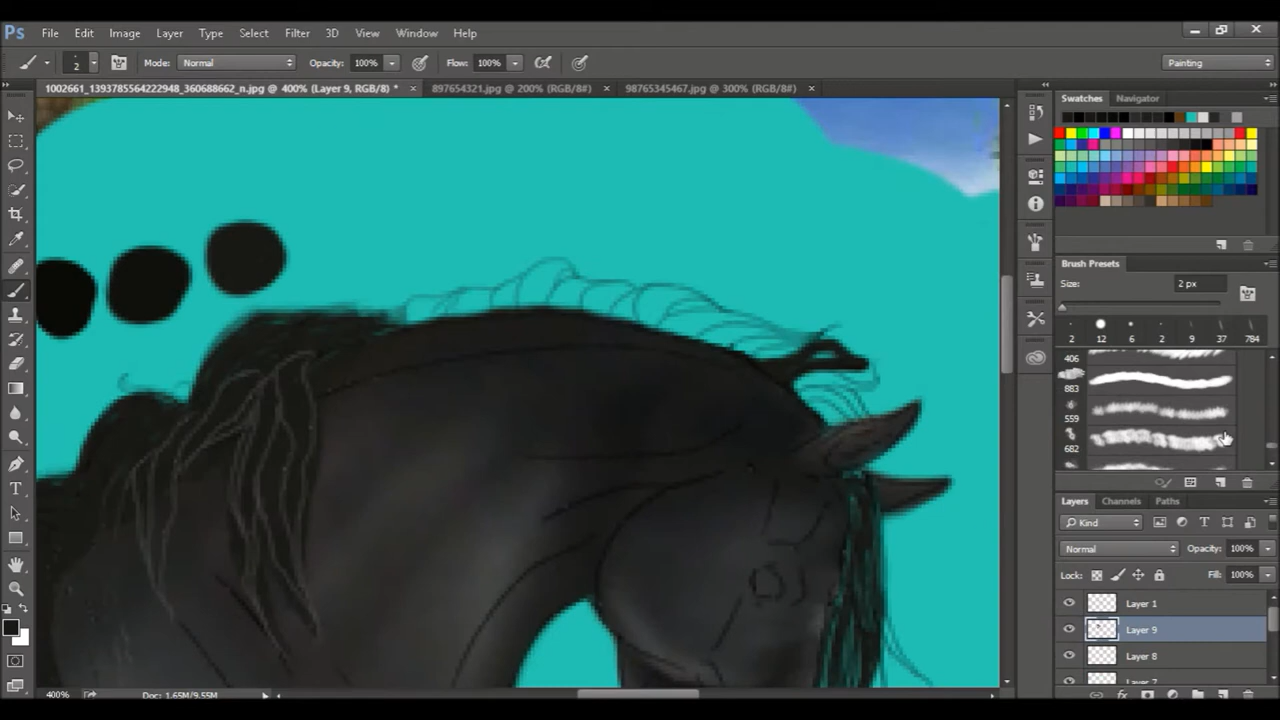 Ps File Edit Image Layer Type Select Filter 3D View Window Help
2 Mode: Normal Opacity: 100% Flow: 100% Painting
1002661_1393785564222948_360688662_n.jpg @ 400% (Layer 9, RGB/8) * × 897654321.jpg @ 200% (RGB/8#) × 98765345467.jpg @ 300% (RGB/8#) ×
Swatches Navigator
Brush Presets
Size: 2 px
2 12 6 2 9 37 784
406
883
559
682
Layers Channels Paths
Kind
Normal Opacity: 100%
Lock: Fill: 100%
Layer 1
Layer 9
Layer 8
Layer 7
400% Doc: 1.65M/9.55M